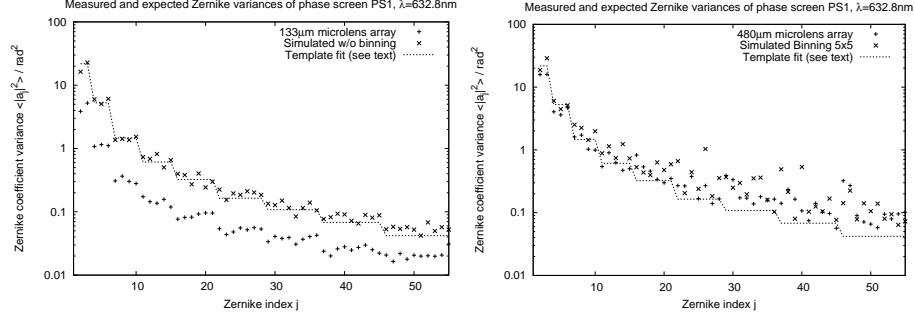 Measured and expected Zernike variances of phase screen PS1, λ=632.8nm
133μm microlens array
Simulated w/o binning
Template fit (see text)
Zernike coefficient variance <|a_j|²> / rad²
100
10
1
0.1
0.01
10
20
30
40
50
Zernike index j
Measured and expected Zernike variances of phase screen PS1, λ=632.8nm
480μm microlens array
Simulated Binning 5x5
Template fit (see text)
Zernike coefficient variance <|a_j|²> / rad²
100
10
1
0.1
0.01
10
20
30
40
50
Zernike index j